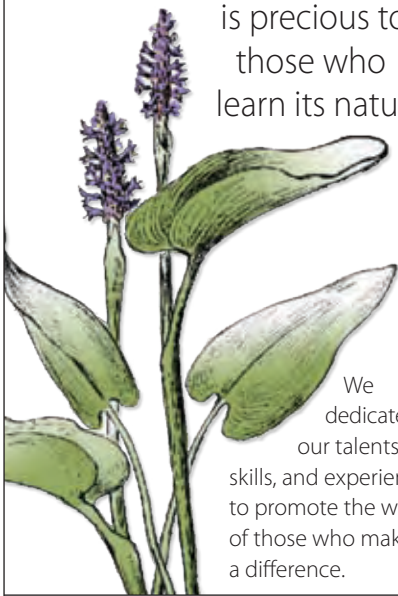 is precious to
those who
learn its natu
We
dedicate
our talents
skills, and experien
to promote the w
of those who mak
a difference.